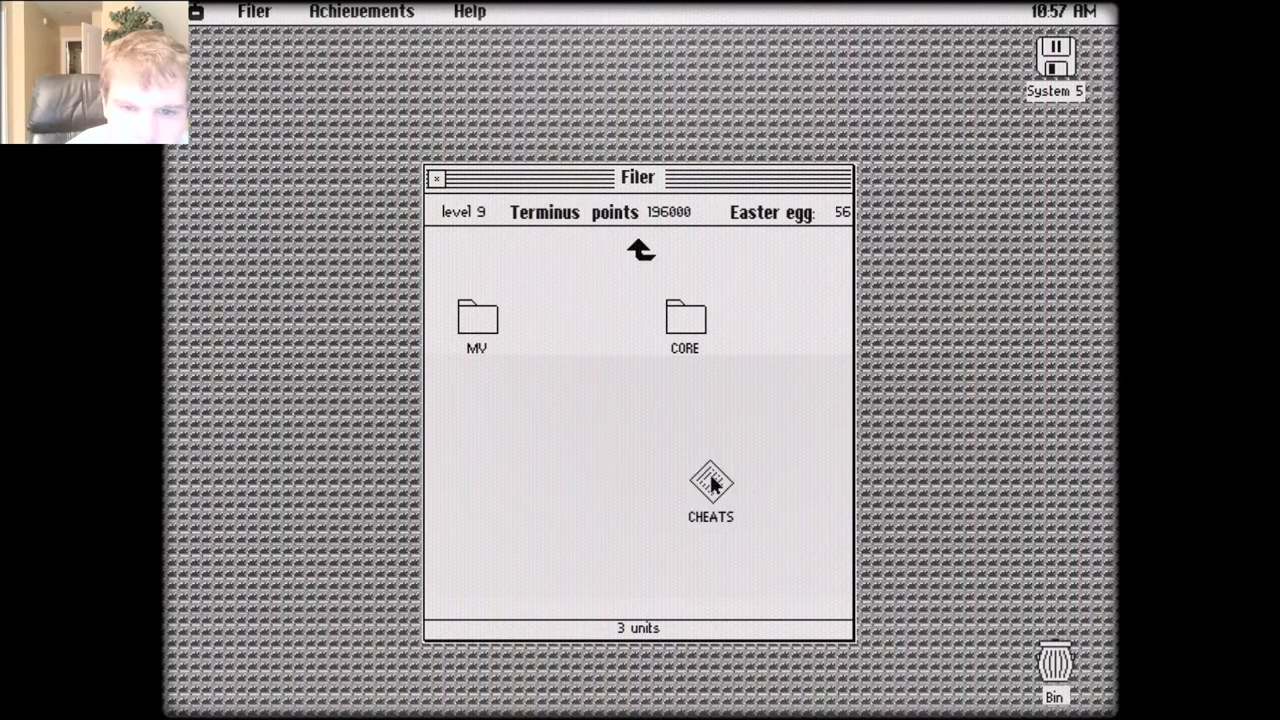 Filer Achievements Help 10:57 AM
System 5
Filer
level 9 Terminus points 196000 Easter egg: 56
MV CORE
CHEATS
3 units
Bin